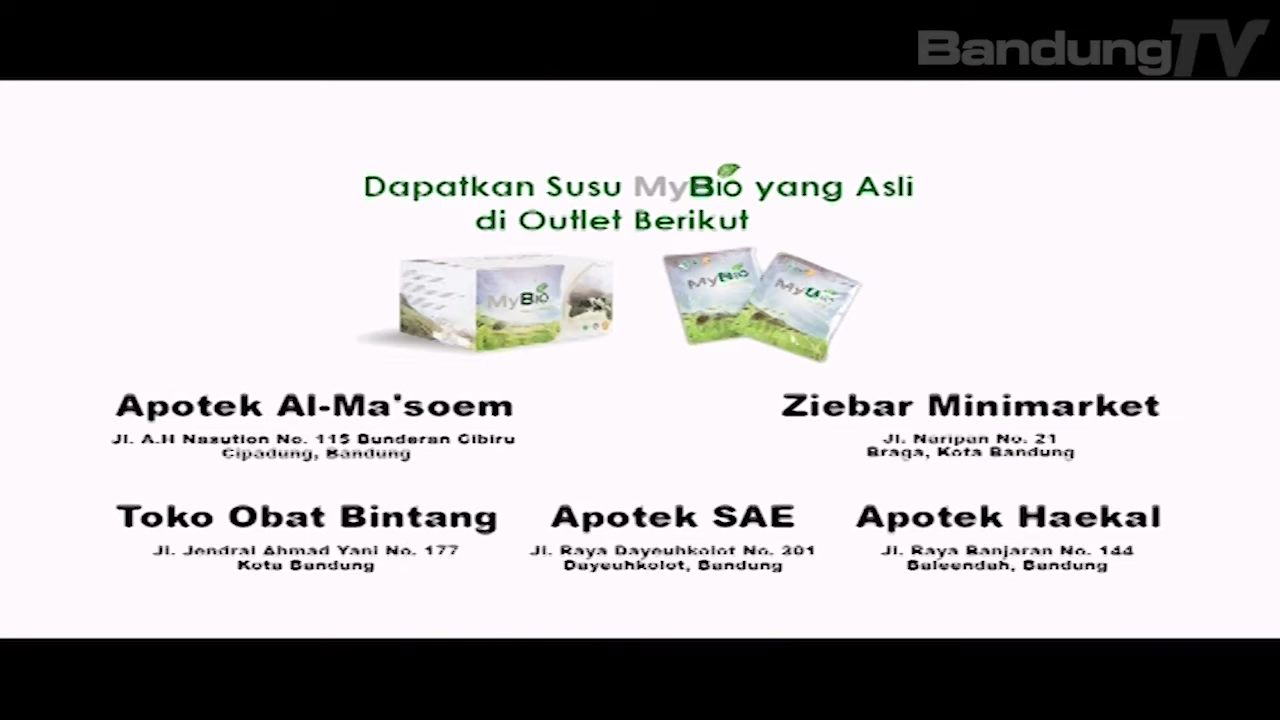 BandungTV
Dapatkan Susu MyBio yang Asli
di Outlet Berikut
MyBio
MyBio
MyBio
Apotek Al-Ma'soem
Jl. A.H Nasution No. 115 Bunderan Cibiru
Cipadung, Bandung
Ziebar Minimarket
Jl. Naripan No. 21
Braga, Kota Bandung
Toko Obat Bintang
Jl. Jendral Ahmad Yani No. 177
Kota Bandung
Apotek SAE
Jl. Raya Dayeuhkolot No. 201
Dayeuhkolot, Bandung
Apotek Haekal
Jl. Raya Banjaran No. 144
Baleendah, Bandung